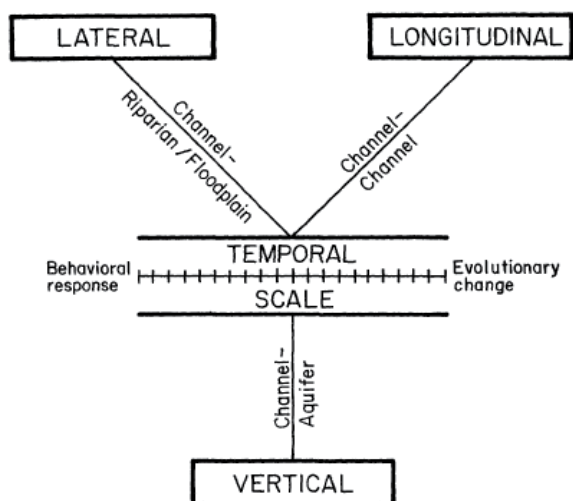 LATERAL
LONGITUDINAL
Channel–
Riparian/Floodplain
Channel–
Channel
TEMPORAL
Behavioral
response
Evolutionary
change
SCALE
Channel–
Aquifer
VERTICAL